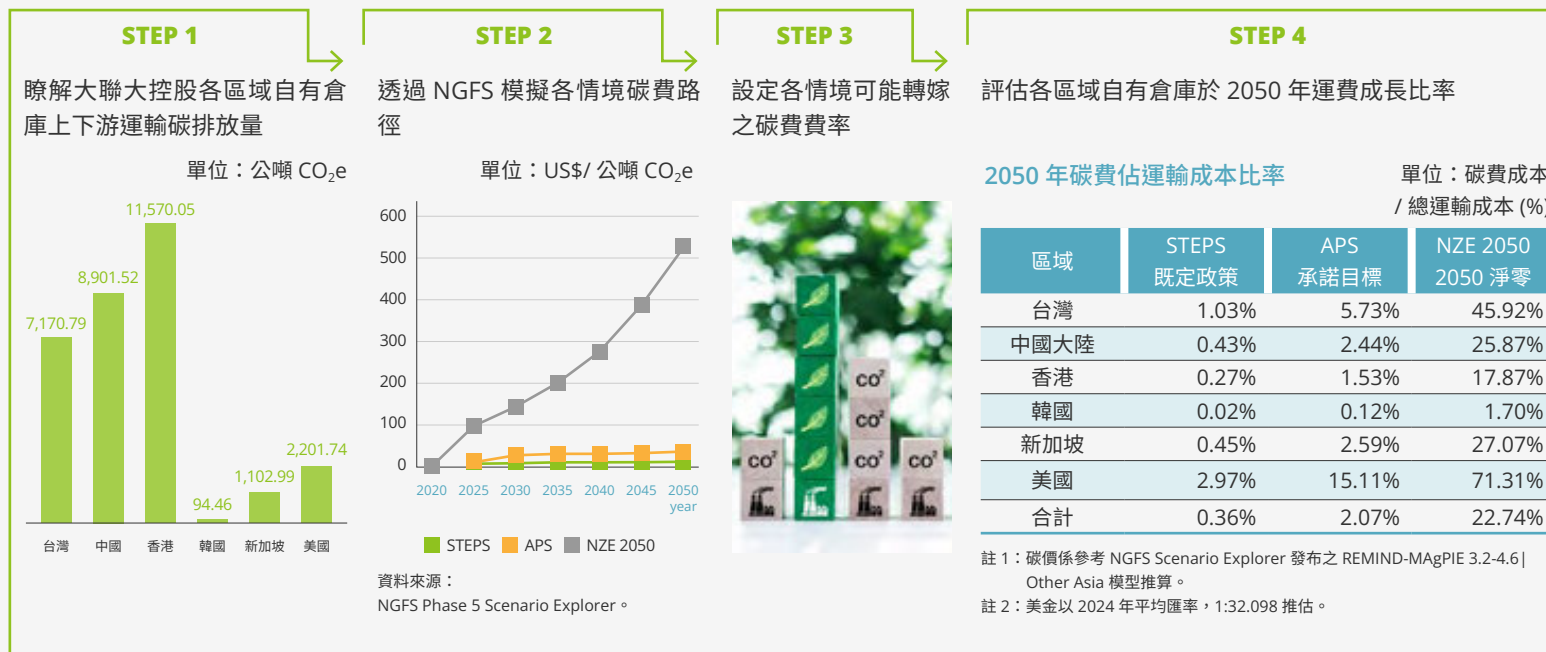 STEP 1
瞭解大聯大控股各區域自有倉
庫上下游運輸碳排放量
單位：公噸 CO₂e
11,570.05
8,901.52
7,170.79
2,201.74
1,102.99
94.46
台灣 中國 香港 韓國 新加坡 美國
STEP 2
透過 NGFS 模擬各情境碳費路
徑
單位：US$/ 公噸 CO₂e
600
500
400
300
200
100
0
2020 2025 2030 2035 2040 2045 2050
year
STEPS APS NZE 2050
資料來源：
NGFS Phase 5 Scenario Explorer。
STEP 3
設定各情境可能轉嫁
之碳費費率
CO²
CO²
CO² CO² CO²
STEP 4
評估各區域自有倉庫於 2050 年運費成長比率
2050 年碳費佔運輸成本比率
單位：碳費成本
/ 總運輸成本 (%)
區域 STEPS 既定政策 APS 承諾目標 NZE 2050 2050 淨零
台灣 1.03% 5.73% 45.92%
中國大陸 0.43% 2.44% 25.87%
香港 0.27% 1.53% 17.87%
韓國 0.02% 0.12% 1.70%
新加坡 0.45% 2.59% 27.07%
美國 2.97% 15.11% 71.31%
合計 0.36% 2.07% 22.74%
註 1：碳價係參考 NGFS Scenario Explorer 發布之 REMIND-MAgPIE 3.2-4.6|
Other Asia 模型推算。
註 2：美金以 2024 年平均匯率，1:32.098 推估。